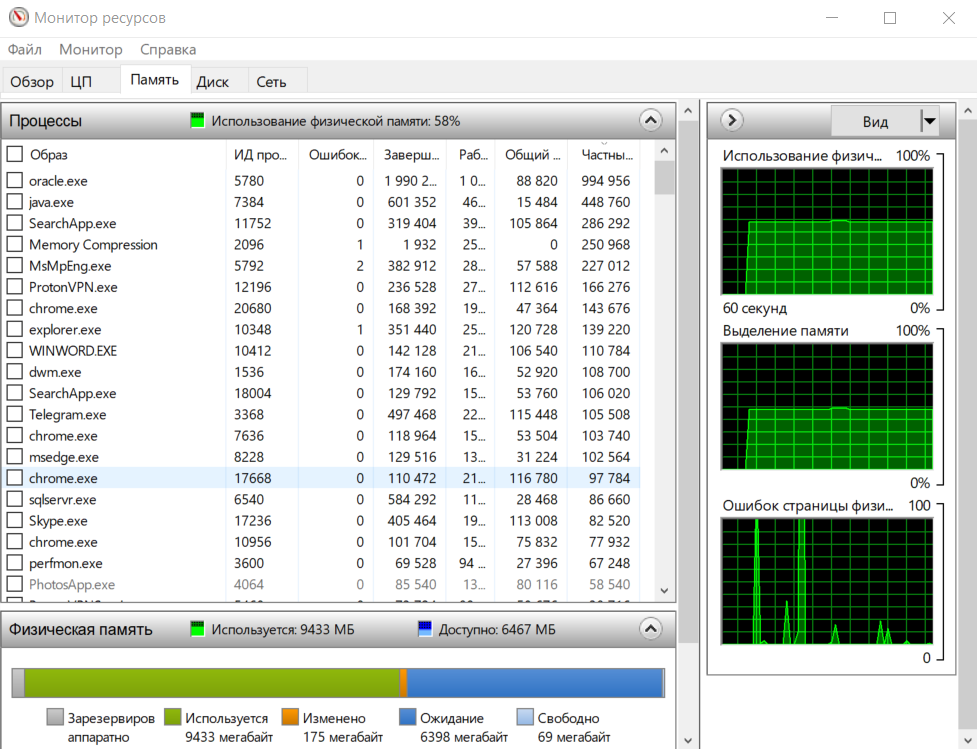 Монитор ресурсов
Файл Монитор Справка
Обзор ЦП Память Диск Сеть
Процессы Использование физической памяти: 58%
Образ ИД про... Ошибок... Заверш... Раб... Общий ... Частны...
oracle.exe 5780 0 1 990 2... 1 0... 88 820 994 956
java.exe 7384 0 601 352 46... 15 484 448 760
SearchApp.exe 11752 0 319 404 39... 105 864 286 292
Memory Compression 2096 1 1 932 25... 0 250 968
MsMpEng.exe 5792 2 382 912 28... 57 588 227 012
ProtonVPN.exe 12196 0 236 528 27... 112 616 166 276
chrome.exe 20680 0 168 392 19... 47 364 143 676
explorer.exe 10348 1 351 440 25... 120 728 139 220
WINWORD.EXE 10412 0 142 128 21... 106 540 110 784
dwm.exe 1536 0 174 160 16... 52 920 108 700
SearchApp.exe 18004 0 129 792 15... 53 760 106 020
Telegram.exe 3368 0 497 468 22... 115 448 105 508
chrome.exe 7636 0 118 964 15... 53 504 103 740
msedge.exe 8228 0 129 516 13... 31 224 102 564
chrome.exe 17668 0 110 472 21... 116 780 97 784
sqlservr.exe 6540 0 584 292 11... 28 468 86 660
Skype.exe 17236 0 405 464 19... 113 008 82 520
chrome.exe 10956 0 101 704 15... 75 832 77 932
perfmon.exe 3600 0 69 528 94 ... 27 396 67 248
PhotosApp.exe 4064 0 85 540 13... 80 116 58 540
Физическая память Используется: 9433 МБ Доступно: 6467 МБ
Зарезервиров Используется Изменено Ожидание Свободно
аппаратно 9433 мегабайт 175 мегабайт 6398 мегабайт 69 мегабайт
Вид
Использование физич... 100%
60 секунд 0%
Выделение памяти 100%
0%
Ошибок страницы физи... 100
0